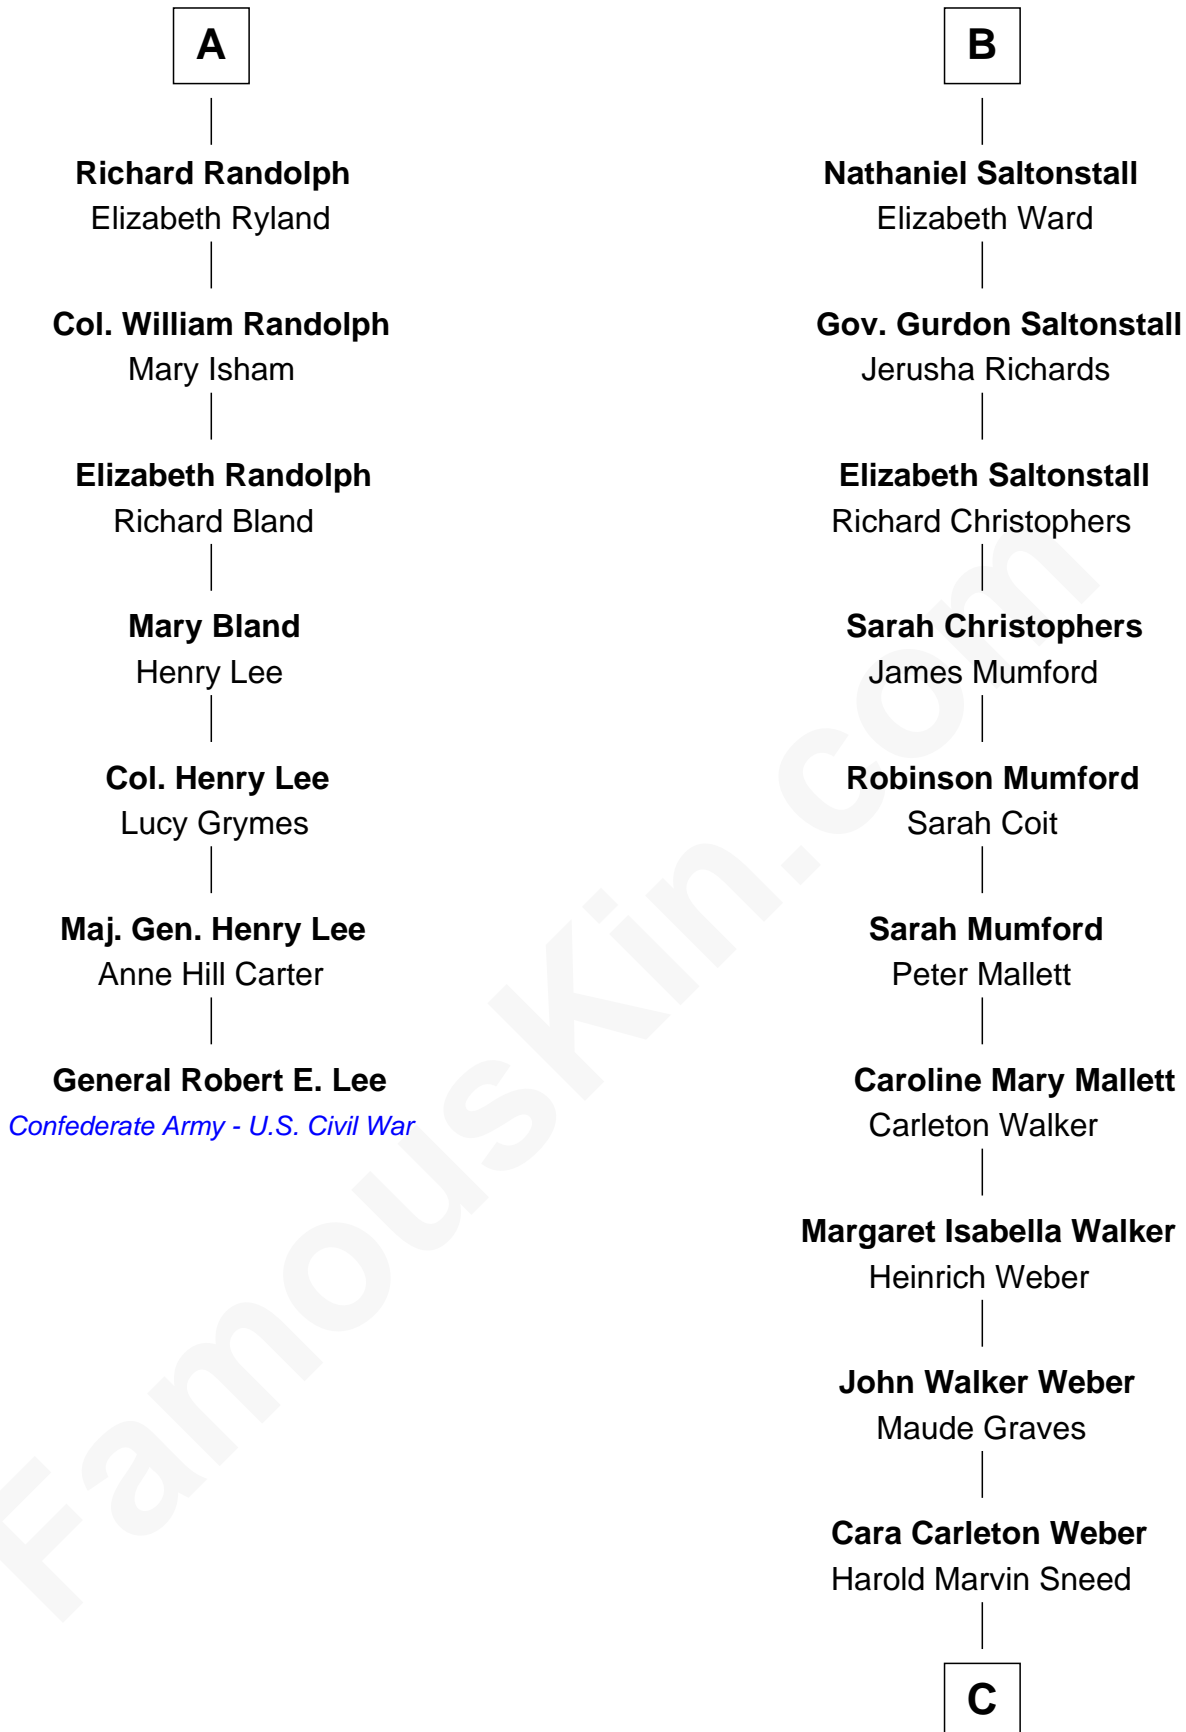 A
Richard Randolph
Elizabeth Ryland
Col. William Randolph
Mary Isham
Elizabeth Randolph
Richard Bland
Mary Bland
Henry Lee
Col. Henry Lee
Lucy Grymes
Maj. Gen. Henry Lee
Anne Hill Carter
General Robert E. Lee
Confederate Army - U.S. Civil War
B
Nathaniel Saltonstall
Elizabeth Ward
Gov. Gurdon Saltonstall
Jerusha Richards
Elizabeth Saltonstall
Richard Christophers
Sarah Christophers
James Mumford
Robinson Mumford
Sarah Coit
Sarah Mumford
Peter Mallett
Caroline Mary Mallett
Carleton Walker
Margaret Isabella Walker
Heinrich Weber
John Walker Weber
Maude Graves
Cara Carleton Weber
Harold Marvin Sneed
C
FamousKin.com